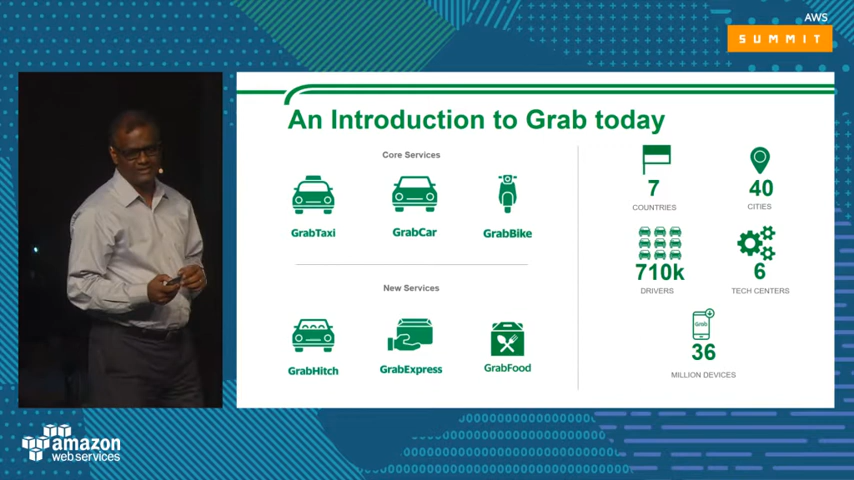 AWS
SUMMIT
An Introduction to Grab today
Core Services
GrabTaxi
GrabCar
GrabBike
New Services
GrabHitch
GrabExpress
GrabFood
7
COUNTRIES
40
CITIES
710k
DRIVERS
6
TECH CENTERS
Grab
36
MILLION DEVICES
amazon
web services